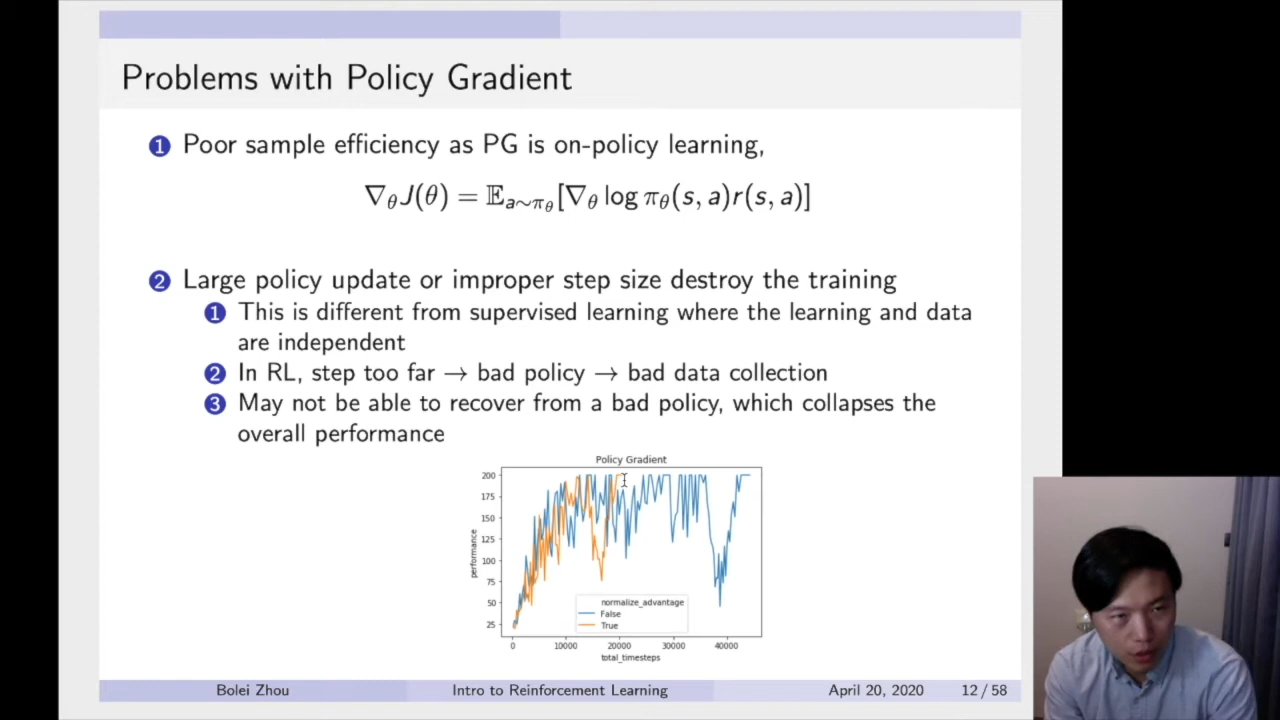 Problems with Policy Gradient
1 Poor sample efficiency as PG is on-policy learning,
∇θJ(θ) = 𝔼a∼πθ[∇θ log πθ(s, a)r(s, a)]
2 Large policy update or improper step size destroy the training
1 This is different from supervised learning where the learning and data
are independent
2 In RL, step too far → bad policy → bad data collection
3 May not be able to recover from a bad policy, which collapses the
overall performance
Policy Gradient
200
175
150
125
100
75
50
25
performance
normalize_advantage
False
True
0 10000 20000 30000 40000
total_timesteps
Bolei Zhou Intro to Reinforcement Learning April 20, 2020 12 / 58